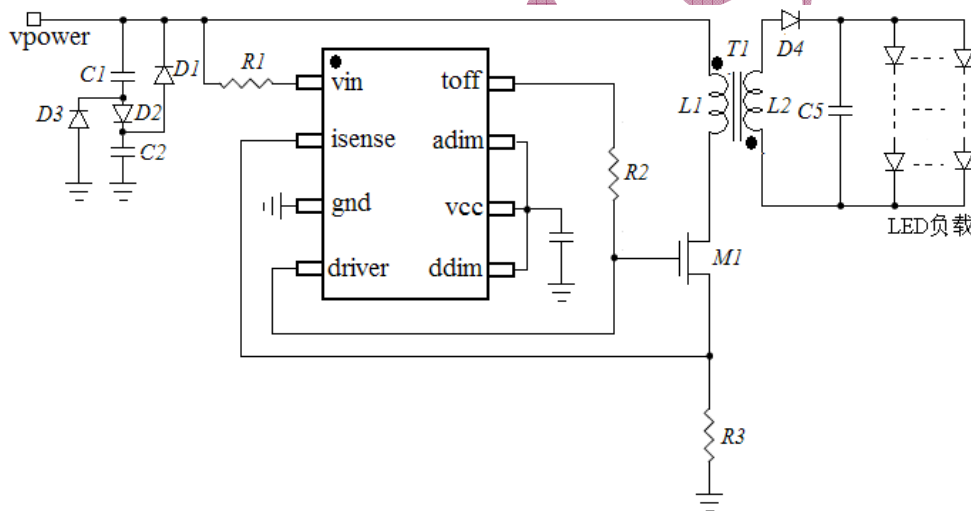 vpower
C1
D1
R1
D3
D2
C2
vin
toff
isense
adim
gnd
vcc
driver
ddim
R2
T1
L1
L2
D4
C5
LED负载
M1
R3